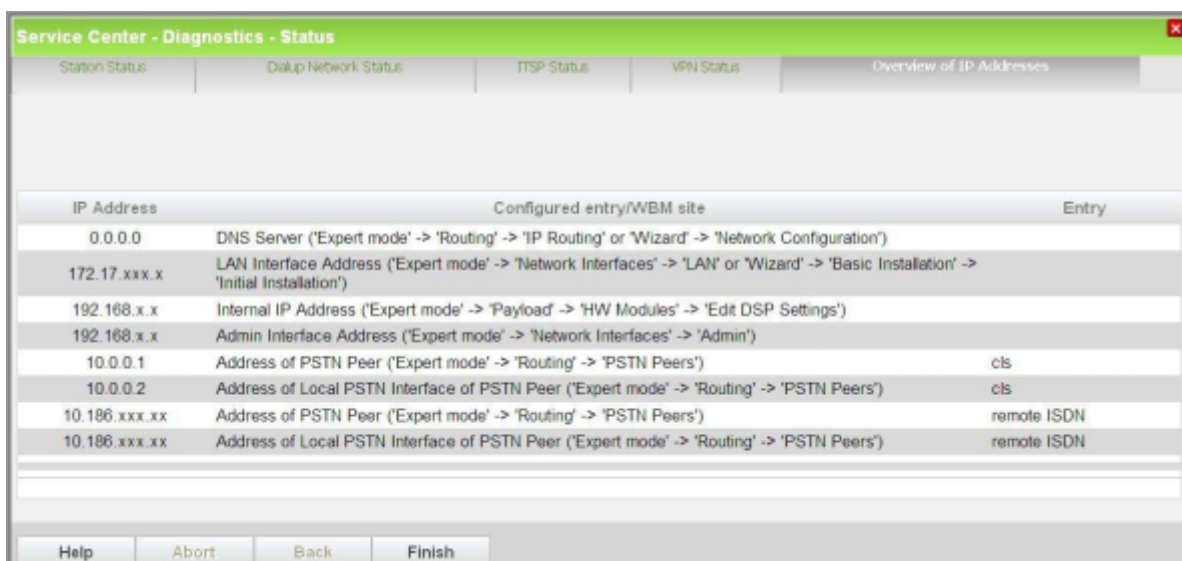 Service Center - Diagnostics - Status
Station Status Dialup Network Status ITSP Status VPN Status Overview of IP Addresses
IP Address Configured entry/WBM site Entry
0.0.0.0 DNS Server ('Expert mode' -> 'Routing' -> 'IP Routing' or 'Wizard' -> 'Network Configuration')
172.17.xxx.x LAN Interface Address ('Expert mode' -> 'Network Interfaces' -> 'LAN' or 'Wizard' -> 'Basic Installation' ->
'Initial Installation')
192.168.x.x Internal IP Address ('Expert mode' -> 'Payload' -> 'HW Modules' -> 'Edit DSP Settings')
192.168.x.x Admin Interface Address ('Expert mode' -> 'Network Interfaces' -> 'Admin')
10.0.0.1 Address of PSTN Peer ('Expert mode' -> 'Routing' -> 'PSTN Peers') cls
10.0.0.2 Address of Local PSTN Interface of PSTN Peer ('Expert mode' -> 'Routing' -> 'PSTN Peers') cls
10.186.xxx.xx Address of PSTN Peer ('Expert mode' -> 'Routing' -> 'PSTN Peers') remote ISDN
10.186.xxx.xx Address of Local PSTN Interface of PSTN Peer ('Expert mode' -> 'Routing' -> 'PSTN Peers') remote ISDN
Help Abort Back Finish